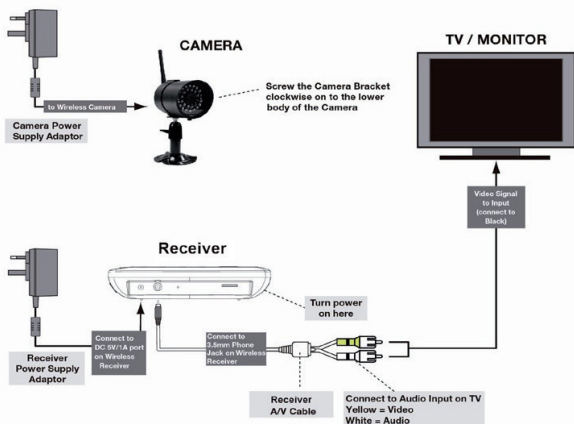 CAMERA
TV / MONITOR
Screw the Camera Bracket
clockwise on to the lower
body of the Camera
to Wireless Camera
Camera Power
Supply Adaptor
Video Signal
to Input
(connect to
Black)
Receiver
Turn power
on here
Connect to
DC 5V/1A port
on Wireless
Receiver
Connect to
3.5mm Phone
Jack on Wireless
Receiver
Receiver
Power Supply
Adaptor
Receiver
A/V Cable
Connect to Audio Input on TV
Yellow = Video
White = Audio